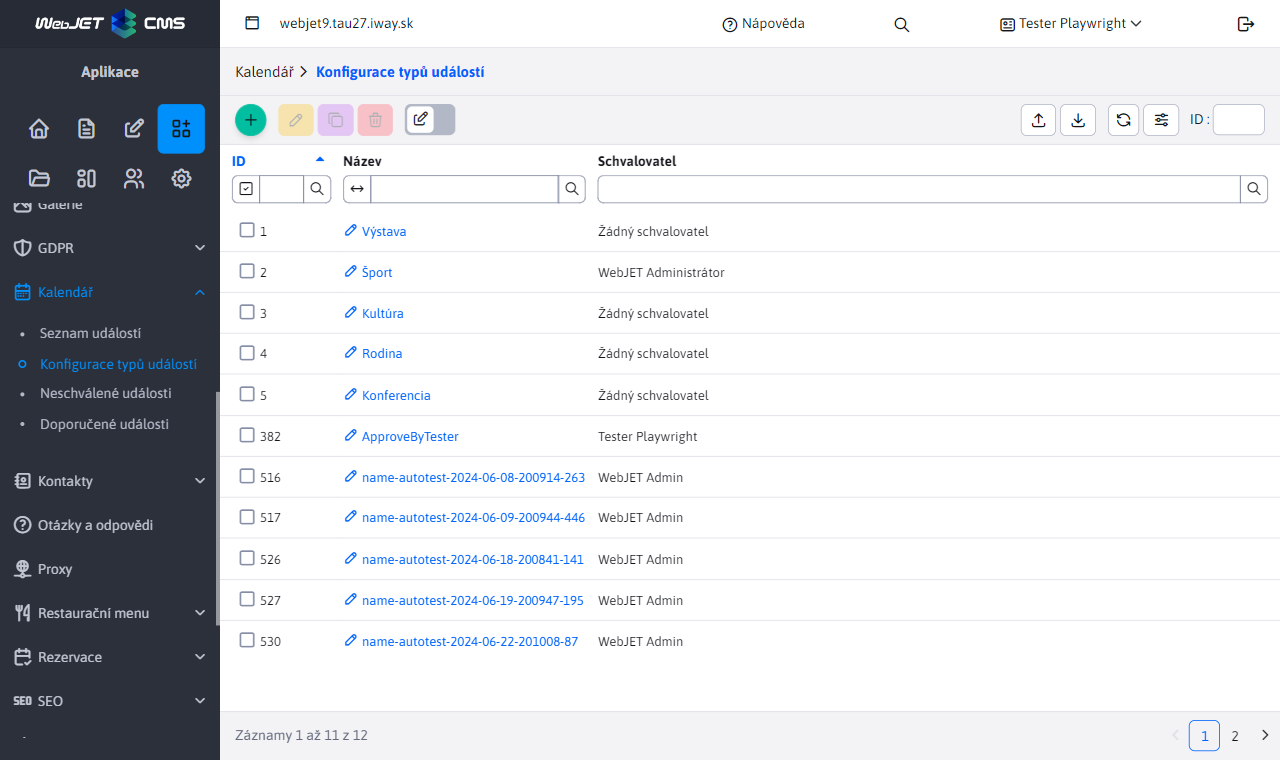 WebJET CMS
webjet9.tau27.iway.sk
Nápověda
Tester Playwright
Aplikace
Galerie
GDPR
Kalendář
Seznam událostí
Konfigurace typů událostí
Neschválené události
Doporučené události
Kontakty
Otázky a odpovědi
Proxy
Restaurační menu
Rezervace
SEO SEO
Kalendář > Konfigurace typů událostí
ID :
ID Název Schvalovatel
1 Výstava Žádný schvalovatel
2 Šport WebJET Administrátor
3 Kultúra Žádný schvalovatel
4 Rodina Žádný schvalovatel
5 Konferencia Žádný schvalovatel
382 ApproveByTester Tester Playwright
516 name-autotest-2024-06-08-200914-263 WebJET Admin
517 name-autotest-2024-06-09-200944-446 WebJET Admin
526 name-autotest-2024-06-18-200841-141 WebJET Admin
527 name-autotest-2024-06-19-200947-195 WebJET Admin
530 name-autotest-2024-06-22-201008-87 WebJET Admin
Záznamy 1 až 11 z 12
1 2